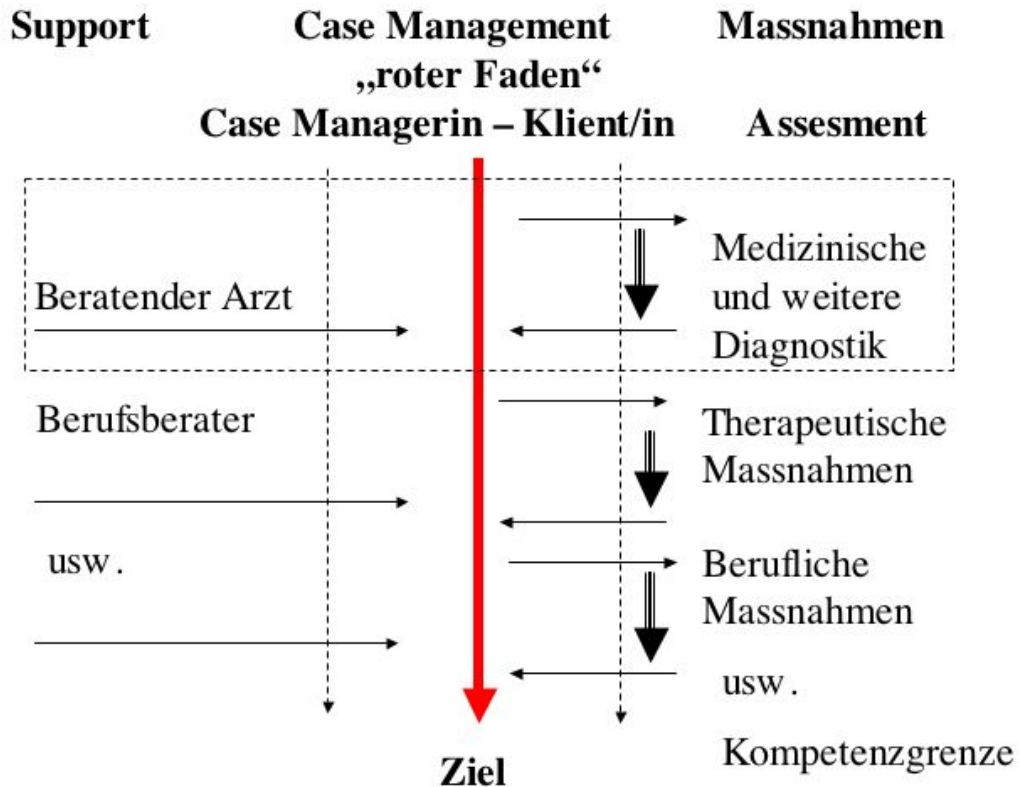 Support
Case Management
„roter Faden“
Case Managerin – Klient/in
Massnahmen
Assesment
Beratender Arzt
Medizinische
und weitere
Diagnostik
Berufsberater
Therapeutische
Massnahmen
usw.
Berufliche
Massnahmen
usw.
Ziel
Kompetenzgrenze